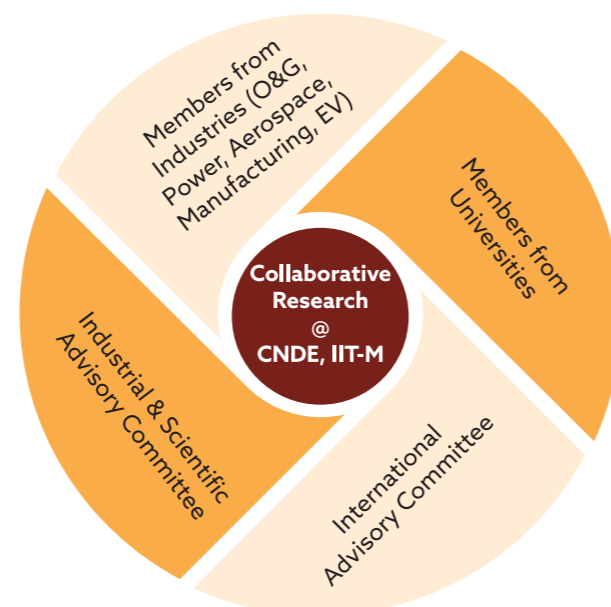 Members from
Industries (O&G,
Power, Aerospace,
Manufacturing, EV)
Members from
Universities
Collaborative
Research
@
CNDE, IIT-M
Industrial & Scientific
Advisory Committee
International
Advisory Committee